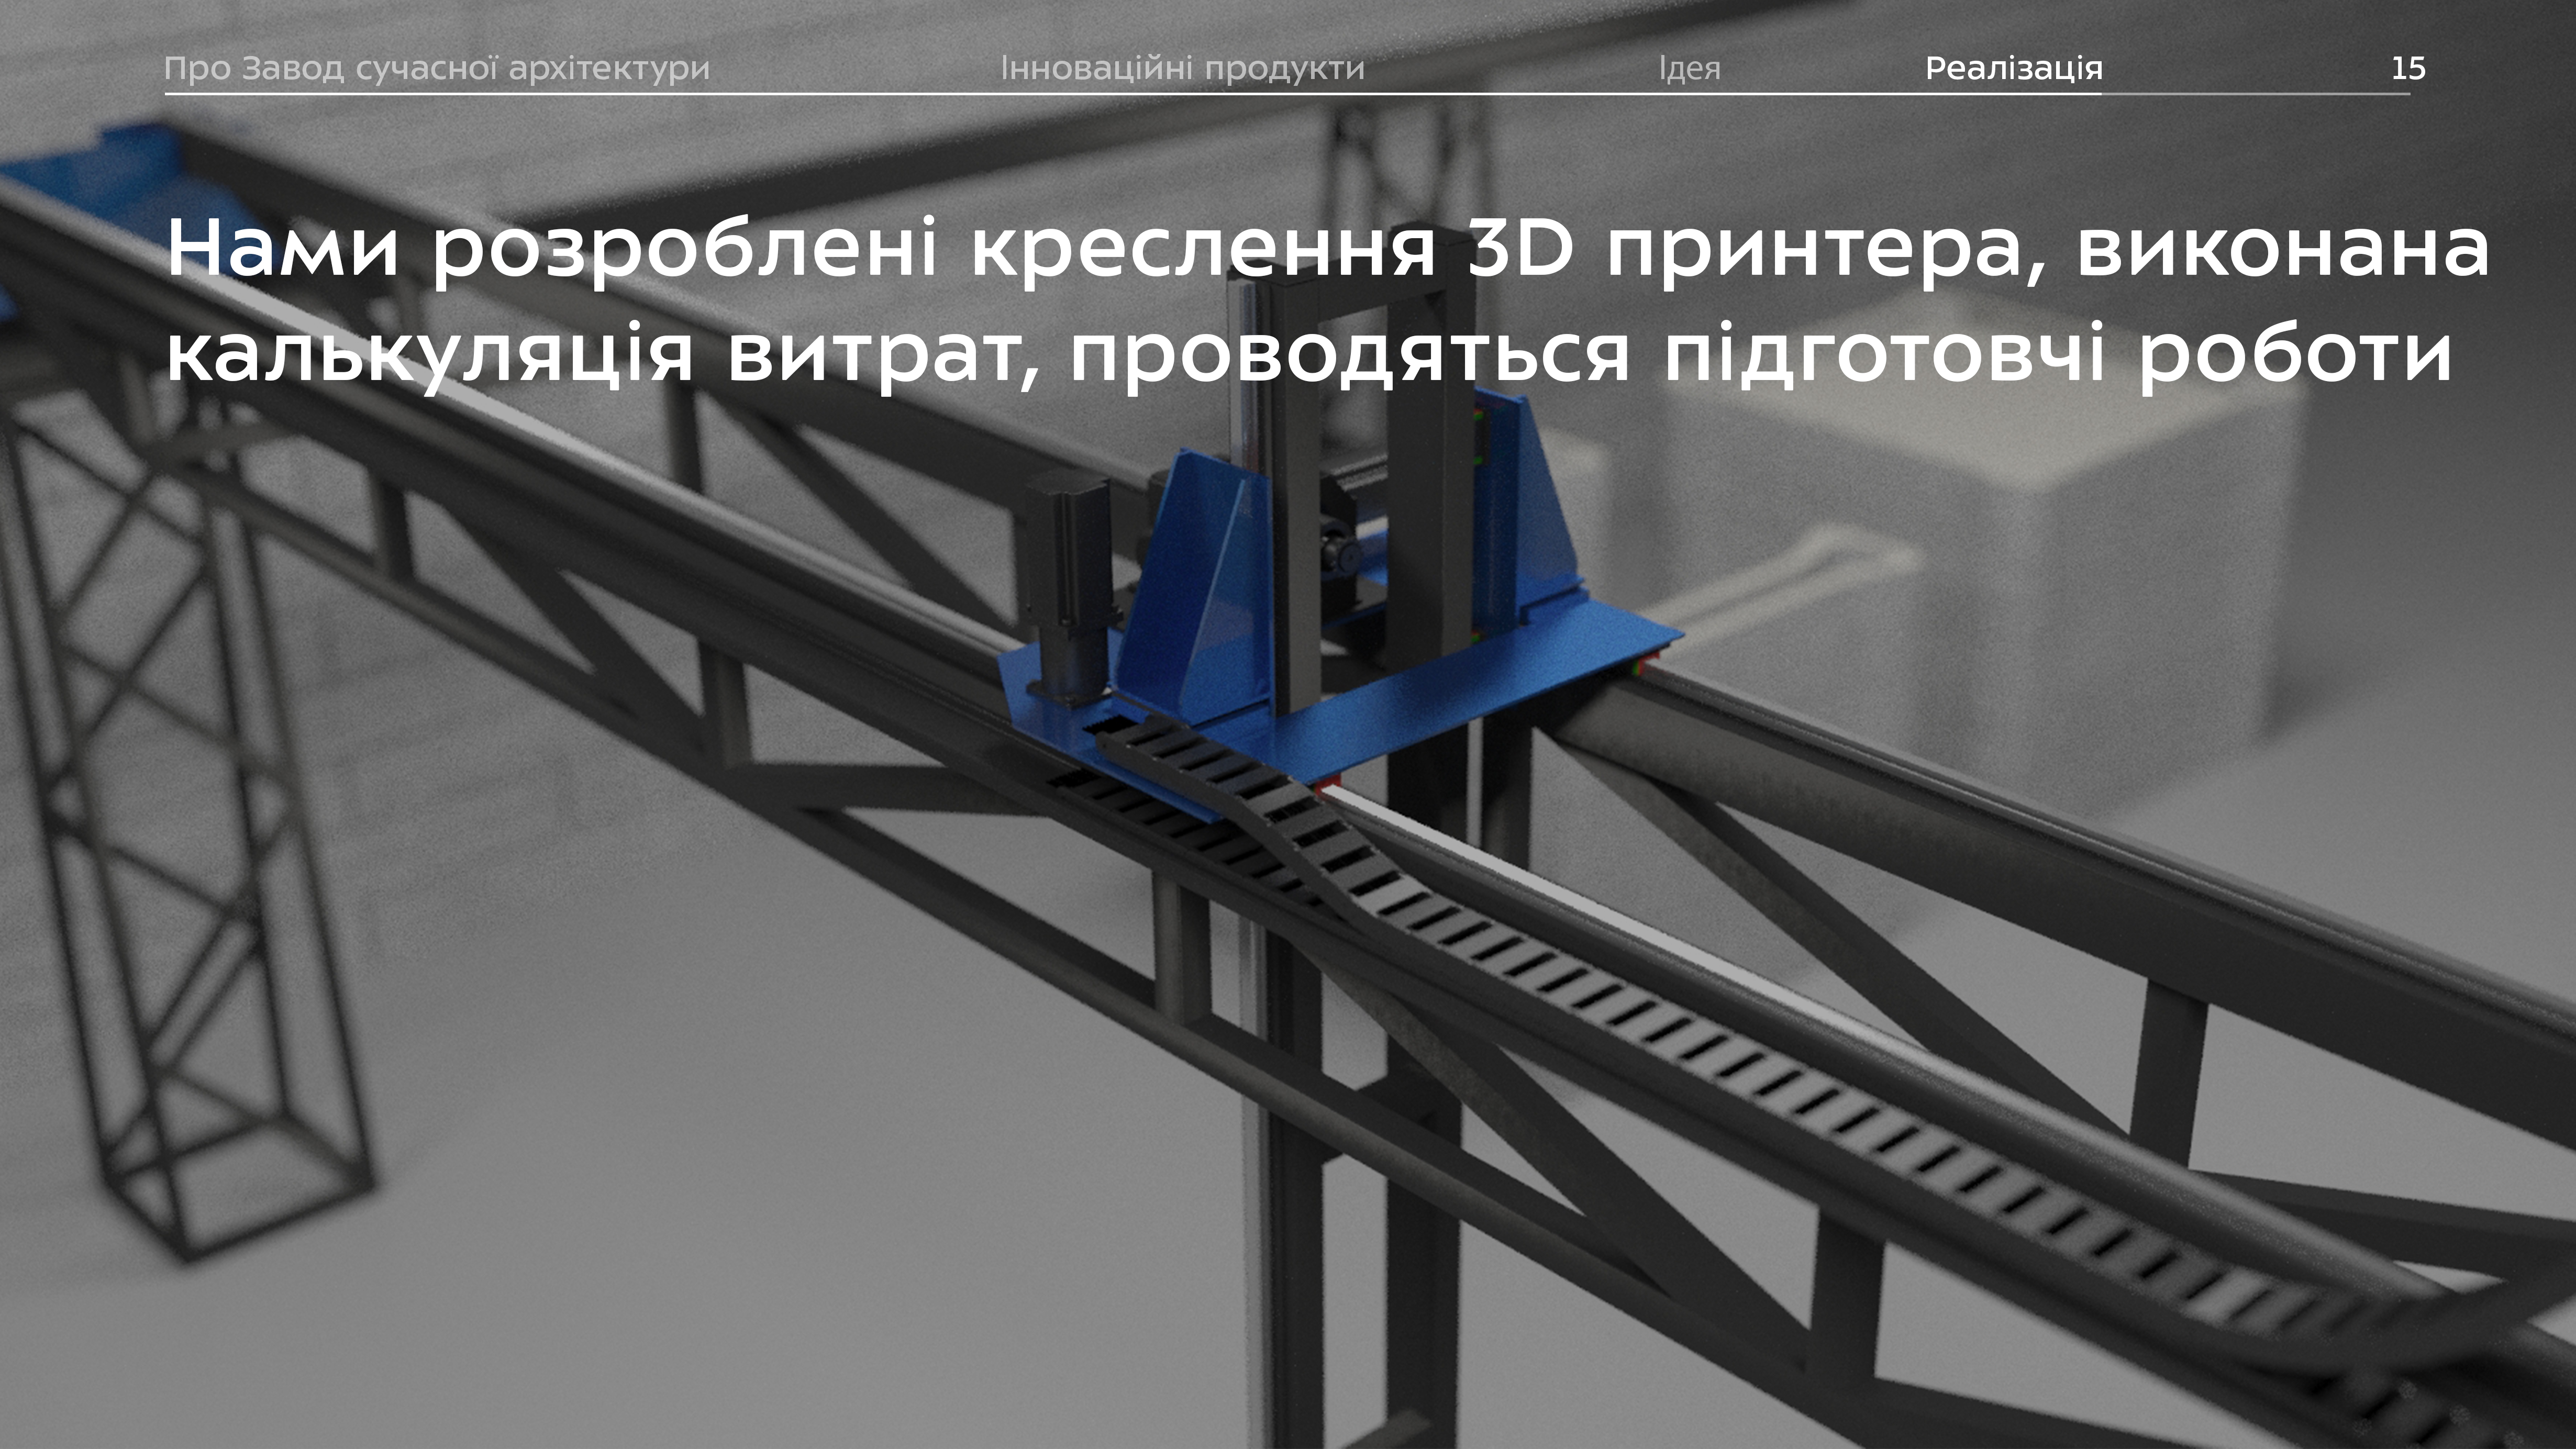 Про Завод сучасної архітектури Інноваційні продукти Ідея Реалізація 15
Нами розроблені креслення 3D принтера, виконана
калькуляція витрат, проводяться підготовчі роботи